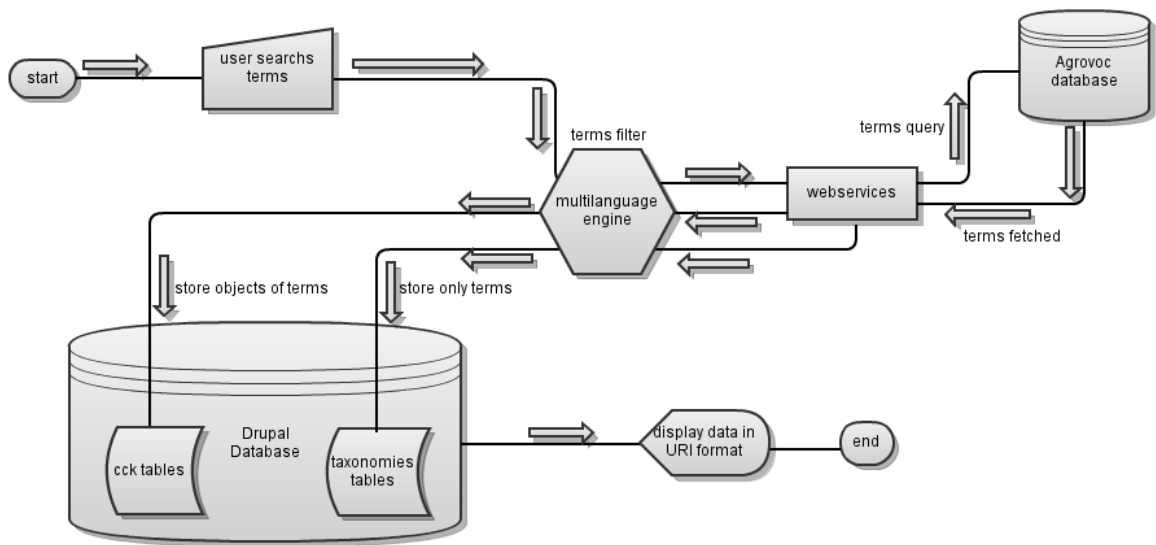 start
user searchs
terms
Agrovoc
database
terms query
terms filter
multilanguage
engine
webservices
terms fetched
store objects of terms
store only terms
Drupal
Database
cck tables
taxonomies
tables
display data in
URI format
end